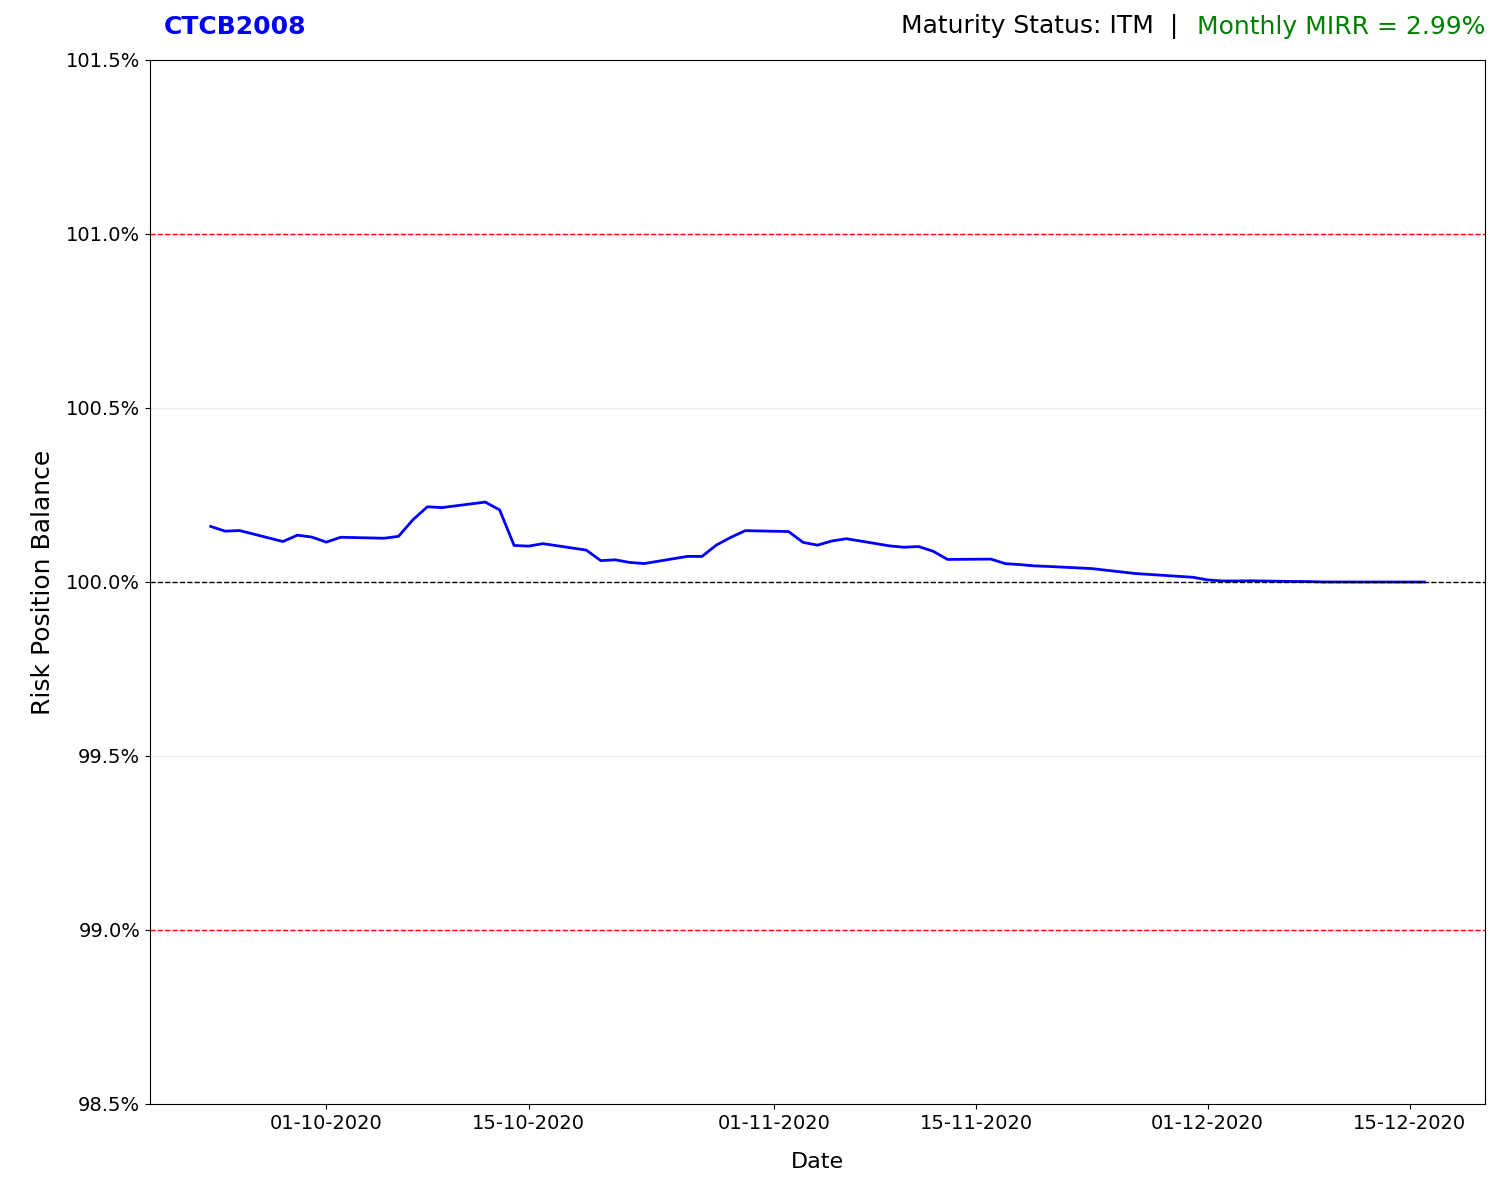 CTCB2008
Maturity Status: ITM | Monthly MIRR = 2.99%
101.5%
101.0%
100.5%
100.0%
99.5%
99.0%
98.5%
Risk Position Balance
01-10-2020 15-10-2020 01-11-2020 15-11-2020 01-12-2020 15-12-2020
Date